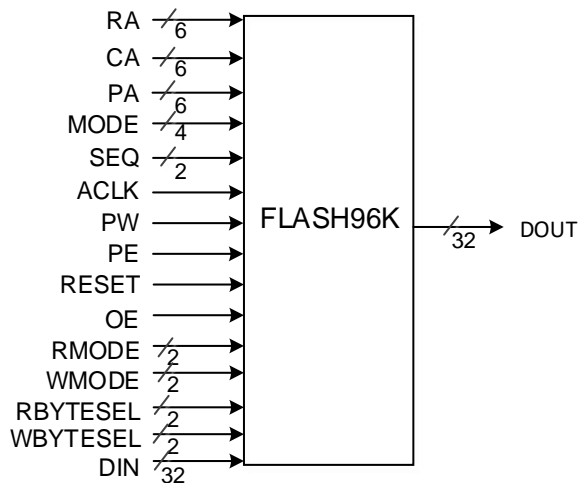 RA
6
CA
6
PA
6
MODE
4
SEQ
2
ACLK
PW
PE
RESET
OE
RMODE
2
WMODE
2
RBYTESEL
2
WBYTESEL
2
DIN
32
FLASH96K
32
DOUT